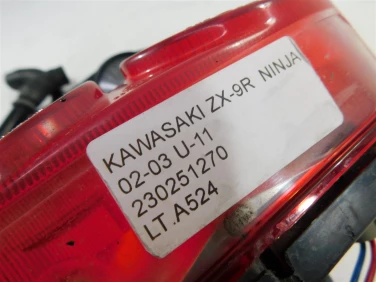 KAWASAKI ZX-9R NINJA
02-03 U-11
230251270
LT.A524